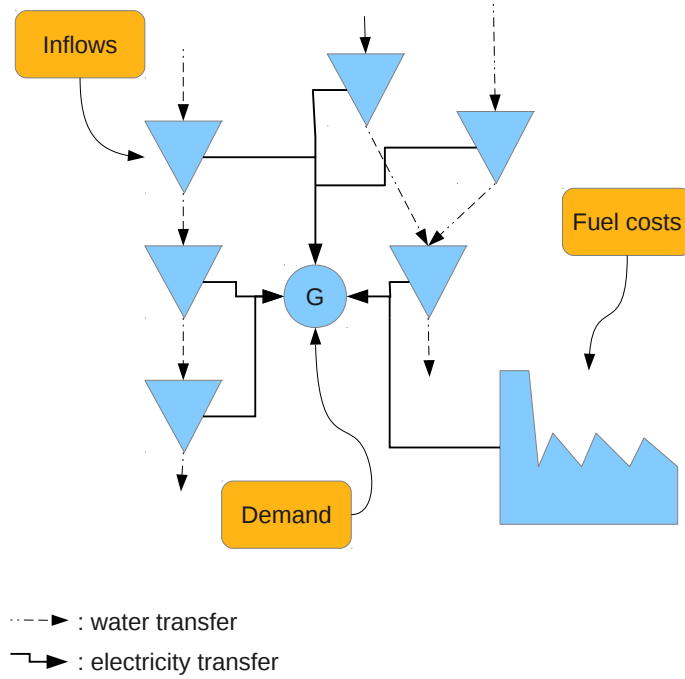 Inflows
Fuel costs
G
Demand
: water transfer
: electricity transfer